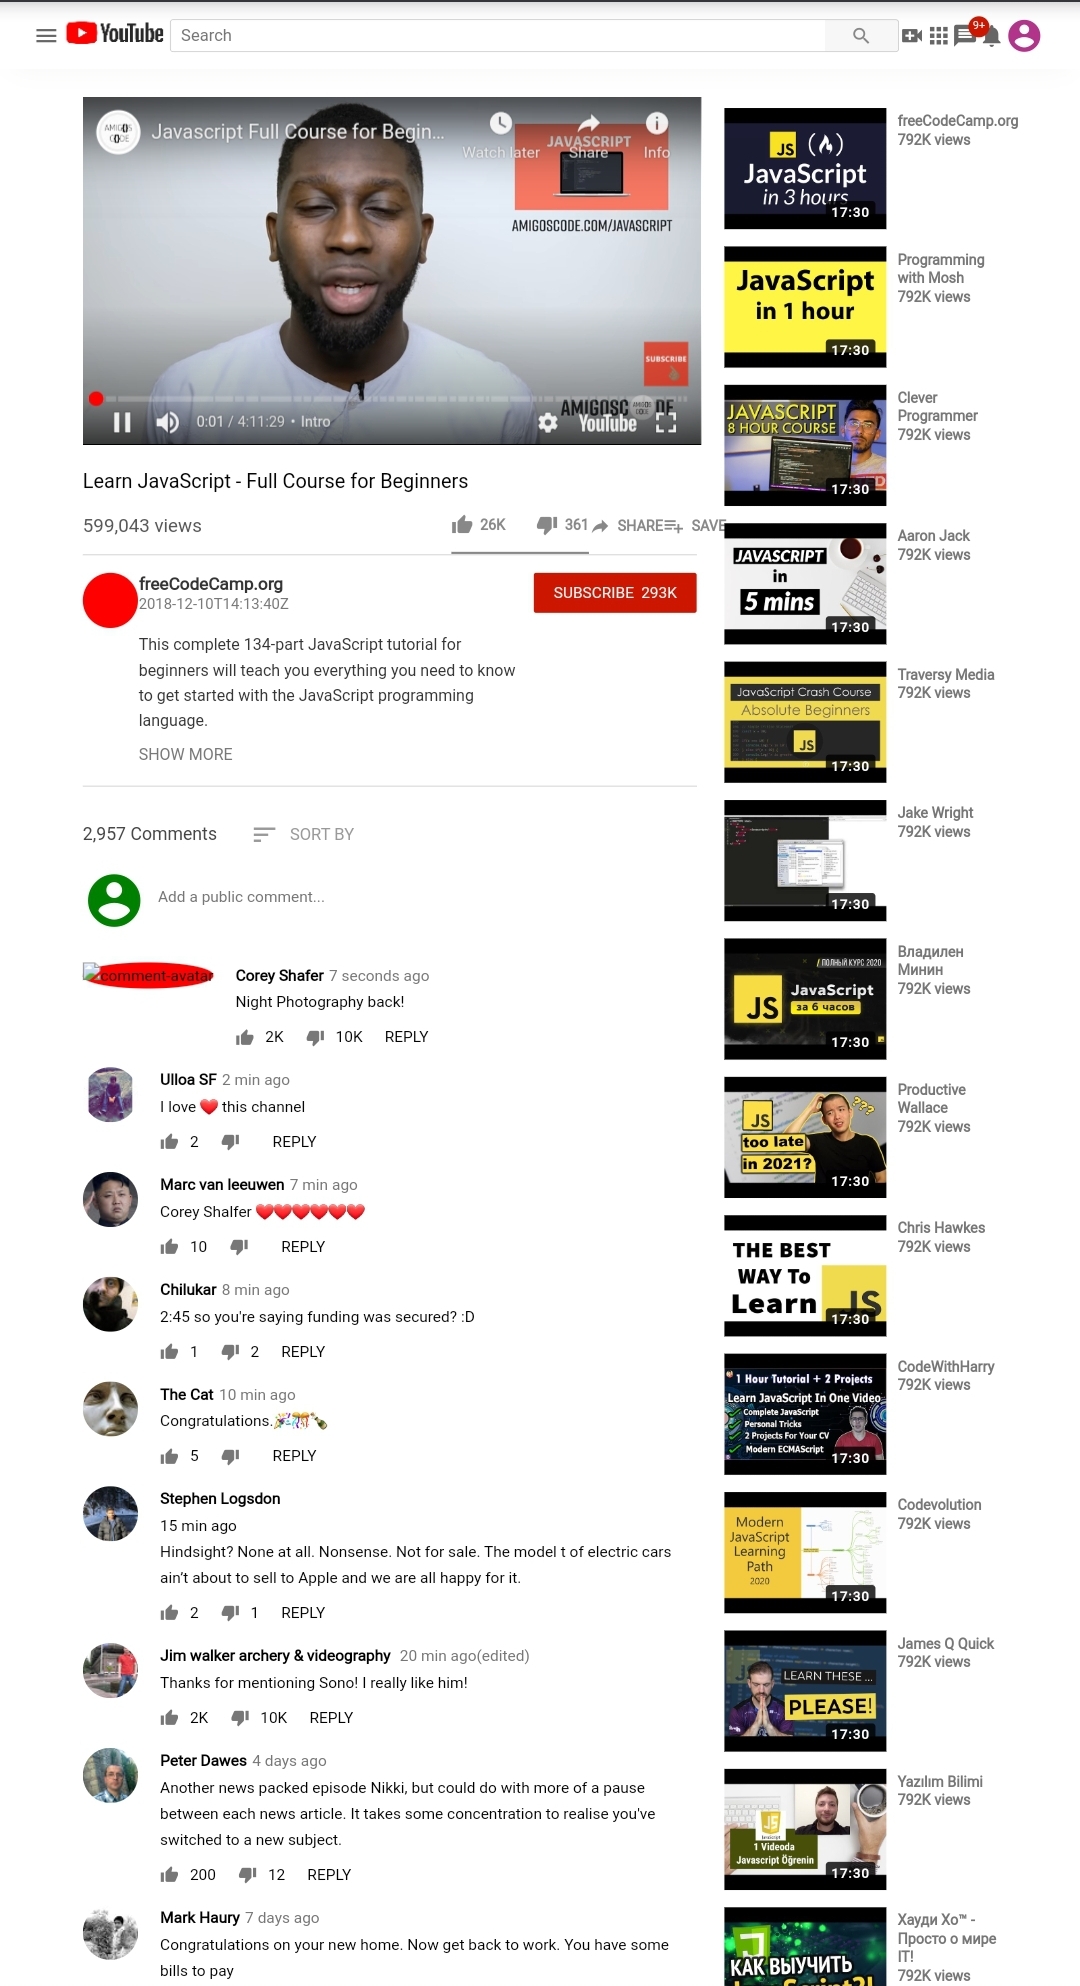 YouTube
Search
9+
AMIGOS
CODE
Javascript Full Course for Begin...
Watch later
Share
Info
JAVASCRIPT
AMIGOSCODE.COM/JAVASCRIPT
SUBSCRIBE
0:01 / 4:11:29 • Intro
YouTube
Learn JavaScript - Full Course for Beginners
599,043 views
26K
361
SHARE
SAVE
freeCodeCamp.org
2018-12-10T14:13:40Z
SUBSCRIBE 293K
This complete 134-part JavaScript tutorial for
beginners will teach you everything you need to know
to get started with the JavaScript programming
language.
SHOW MORE
2,957 Comments
SORT BY
Add a public comment...
comment-avatar
Corey Shafer 7 seconds ago
Night Photography back!
2K 10K REPLY
Ulloa SF 2 min ago
I love ❤️ this channel
2 REPLY
Marc van leeuwen 7 min ago
Corey Shalfer ❤️❤️❤️❤️❤️❤️
10 REPLY
Chilukar 8 min ago
2:45 so you're saying funding was secured? :D
1 2 REPLY
The Cat 10 min ago
Congratulations.🎉🎊🍾
5 REPLY
Stephen Logsdon
15 min ago
Hindsight? None at all. Nonsense. Not for sale. The model t of electric cars
ain’t about to sell to Apple and we are all happy for it.
2 1 REPLY
Jim walker archery & videography 20 min ago(edited)
Thanks for mentioning Sono! I really like him!
2K 10K REPLY
Peter Dawes 4 days ago
Another news packed episode Nikki, but could do with more of a pause
between each news article. It takes some concentration to realise you've
switched to a new subject.
200 12 REPLY
Mark Haury 7 days ago
Congratulations on your new home. Now get back to work. You have some
bills to pay
JS
JavaScript
in 3 hours
17:30
freeCodeCamp.org
792K views
JavaScript
in 1 hour
17:30
Programming
with Mosh
792K views
JAVASCRIPT
8 HOUR COURSE
17:30
Clever
Programmer
792K views
JAVASCRIPT
in
5 mins
17:30
Aaron Jack
792K views
JavaScript Crash Course
Absolute Beginners
JS
17:30
Traversy Media
792K views
17:30
Jake Wright
792K views
ПОЛНЫЙ КУРС 2020
JS
JavaScript
за 6 часов
17:30
Владилен
Минин
792K views
JS
???
too late
in 2021?
17:30
Productive
Wallace
792K views
THE BEST
WAY To
Learn
JS
17:30
Chris Hawkes
792K views
1 Hour Tutorial + 2 Projects
Learn JavaScript In One Video
Complete JavaScript
Personal Tricks
2 Projects For Your CV
Modern ECMAScript
17:30
CodeWithHarry
792K views
Modern
JavaScript
Learning
Path
2020
17:30
Codevolution
792K views
LEARN THESE ...
PLEASE!
17:30
James Q Quick
792K views
JS
1 Videoda
Javascript Öğrenin
17:30
Yazılım Bilimi
792K views
КАК ВЫУЧИТЬ
Хауди Хо™ -
Просто о мире
IT!
792K views